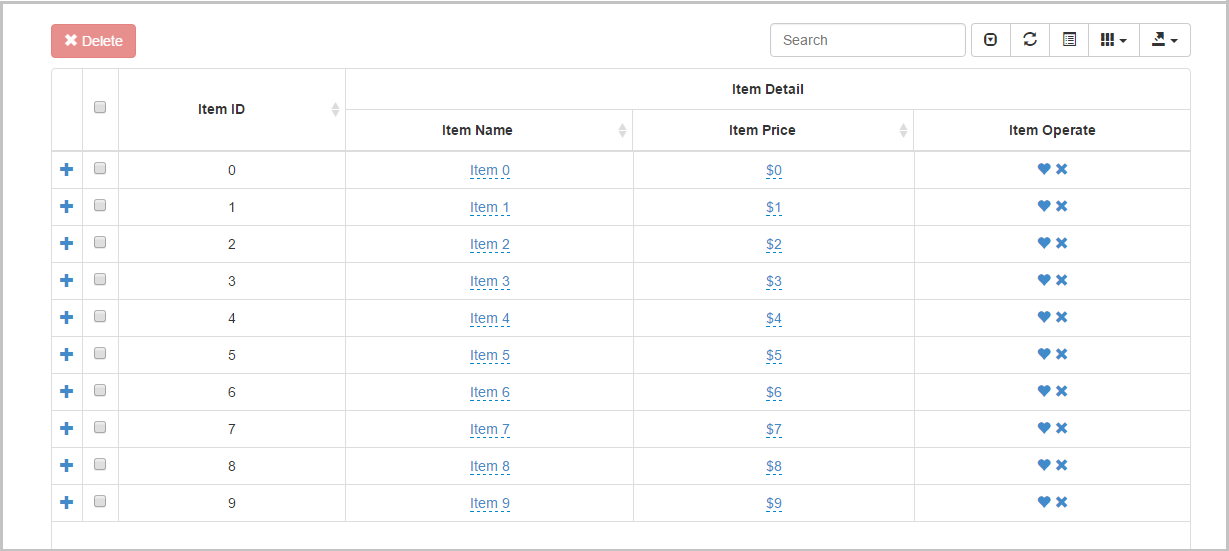 Delete
Search
Item ID
Item Detail
Item Name Item Price Item Operate
0 Item 0 $0
1 Item 1 $1
2 Item 2 $2
3 Item 3 $3
4 Item 4 $4
5 Item 5 $5
6 Item 6 $6
7 Item 7 $7
8 Item 8 $8
9 Item 9 $9